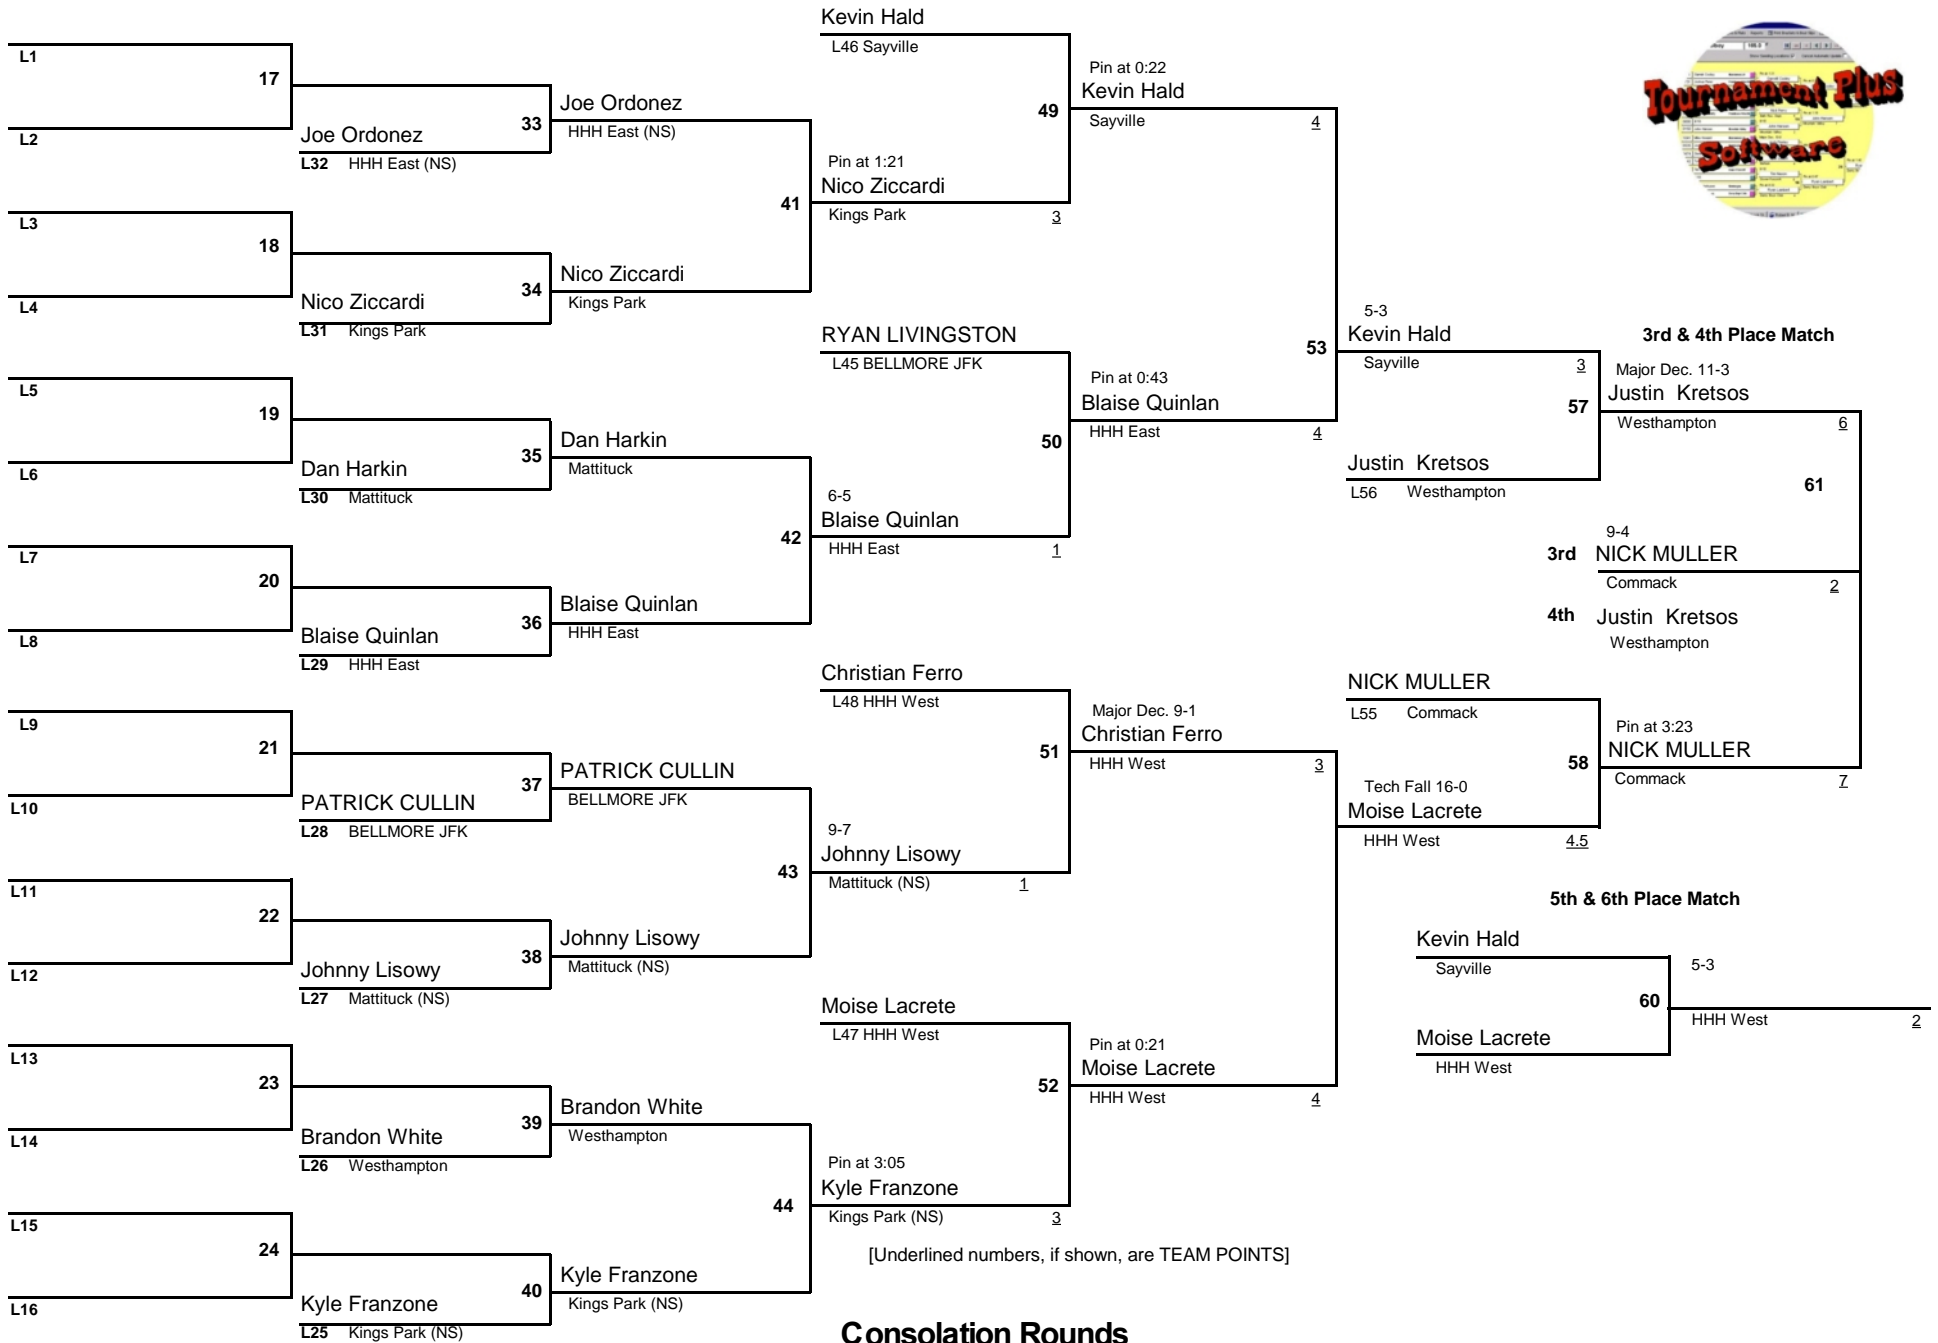 L1
17
L2
Joe Ordonez
L32 HHH East (NS)
33
L3
18
L4
Nico Ziccardi
L31 Kings Park
34
L5
19
L6
Dan Harkin
L30 Mattituck
35
L7
20
L8
Blaise Quinlan
L29 HHH East
36
L9
21
L10
PATRICK CULLIN
L28 BELLMORE JFK
37
L11
22
L12
Johnny Lisowy
L27 Mattituck (NS)
38
L13
23
L14
Brandon White
L26 Westhampton
39
L15
24
L16
Kyle Franzone
L25 Kings Park (NS)
40
Joe Ordonez
HHH East (NS)
41
Nico Ziccardi
Kings Park
Dan Harkin
Mattituck
42
Blaise Quinlan
HHH East
PATRICK CULLIN
BELLMORE JFK
43
Johnny Lisowy
Mattituck (NS)
Brandon White
Westhampton
44
Kyle Franzone
Kings Park (NS)
Kevin Hald
L46 Sayville
49
Pin at 1:21
Nico Ziccardi
Kings Park 3
RYAN LIVINGSTON
L45 BELLMORE JFK
50
6-5
Blaise Quinlan
HHH East 1
Christian Ferro
L48 HHH West
51
9-7
Johnny Lisowy
Mattituck (NS) 1
Moise Lacrete
L47 HHH West
52
Pin at 3:05
Kyle Franzone
Kings Park (NS) 3
Pin at 0:22
Kevin Hald
Sayville 4
53
Pin at 0:43
Blaise Quinlan
HHH East 4
Major Dec. 9-1
Christian Ferro
HHH West 3
Pin at 0:21
Moise Lacrete
HHH West 4
5-3
Kevin Hald
Sayville 3
57
Justin Kretsos
L56 Westhampton
NICK MULLER
L55 Commack
58
Tech Fall 16-0
Moise Lacrete
HHH West 4.5
Tournament Plus
Software
3rd & 4th Place Match
Major Dec. 11-3
Justin Kretsos
Westhampton 6
61
9-4
3rd NICK MULLER
Commack 2
4th Justin Kretsos
Westhampton
Pin at 3:23
NICK MULLER
Commack 7
5th & 6th Place Match
Kevin Hald
Sayville
60
5-3
HHH West 2
Moise Lacrete
HHH West
[Underlined numbers, if shown, are TEAM POINTS]
Consolation Rounds